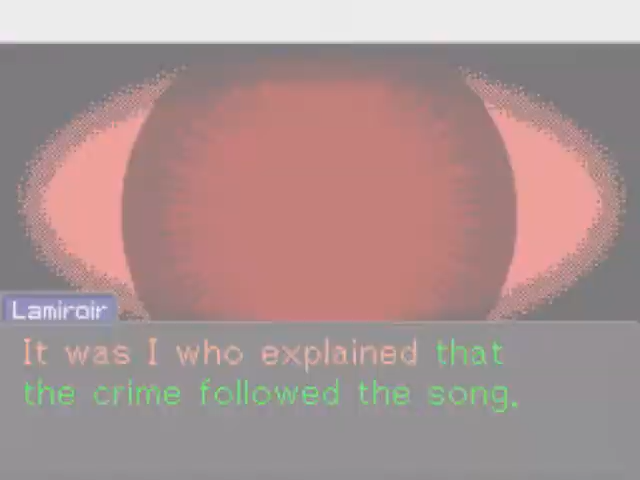 Lamiroir
It was I who explained that
the crime followed the song.